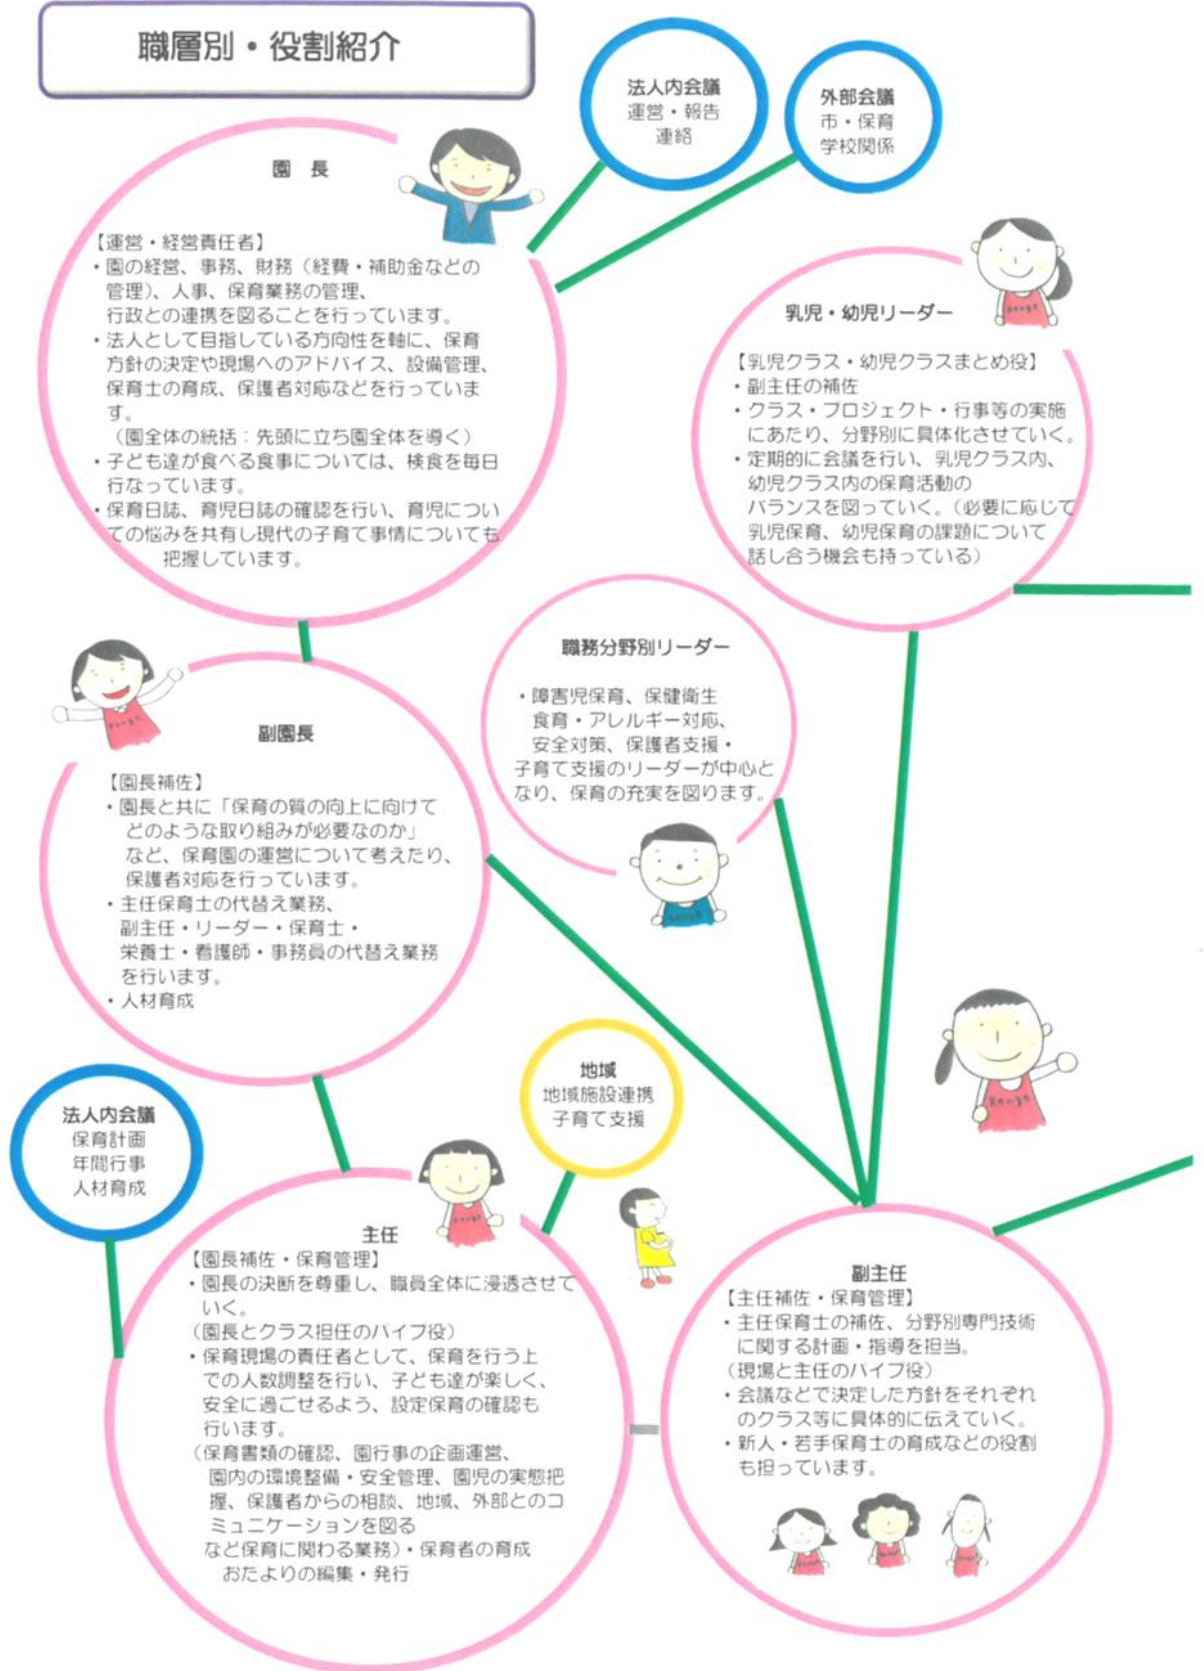 職層別・役割紹介
法人内会議
運営・報告
連絡
外部会議
市・保育
学校関係
園 長
【運営・経営責任者】
・園の経営、事務、財務（経費・補助金などの
管理）、人事、保育業務の管理、
行政との連携を図ることを行っています。
・法人として目指している方向性を軸に、保育
方針の決定や現場へのアドバイス、設備管理、
保育士の育成、保護者対応などを行っていま
す。
（園全体の統括：先頭に立ち園全体を導く）
・子ども達が食べる食事については、検食を毎日
行なっています。
・保育日誌、育児日誌の確認を行い、育児につい
ての悩みを共有し現代の子育て事情についても
把握しています。
乳児・幼児リーダー
【乳児クラス・幼児クラスまとめ役】
・副主任の補佐
・クラス・プロジェクト・行事等の実施
にあたり、分野別に具体化させていく。
・定期的に会議を行い、乳児クラス内、
幼児クラス内の保育活動の
バランスを図っていく。（必要に応じて
乳児保育、幼児保育の課題について
話し合う機会も持っている）
職務分野別リーダー
・障害児保育、保健衛生
食育・アレルギー対応、
安全対策、保護者支援・
子育て支援のリーダーが中心と
なり、保育の充実を図ります。
副園長
【園長補佐】
・園長と共に「保育の質の向上に向けて
どのような取り組みが必要なのか」
など、保育園の運営について考えたり、
保護者対応を行っています。
・主任保育士の代替え業務、
副主任・リーダー・保育士・
栄養士・看護師・事務員の代替え業務
を行います。
・人材育成
地域
地域施設連携
子育て支援
法人内会議
保育計画
年間行事
人材育成
主任
【園長補佐・保育管理】
・園長の決断を尊重し、職員全体に浸透させて
いく。
（園長とクラス担任のパイプ役）
・保育現場の責任者として、保育を行う上
での人数調整を行い、子ども達が楽しく、
安全に過ごせるよう、設定保育の確認も
行います。
（保育書類の確認、園行事の企画運営、
園内の環境整備・安全管理、園児の実態把
握、保護者からの相談、地域、外部とのコ
ミュニケーションを図る
など保育に関わる業務）・保育者の育成
おたよりの編集・発行
副主任
【主任補佐・保育管理】
・主任保育士の補佐、分野別専門技術
に関する計画・指導を担当。
（現場と主任のパイプ役）
・会議などで決定した方針をそれぞれ
のクラス等に具体的に伝えていく。
・新人・若手保育士の育成などの役割
も担っています。